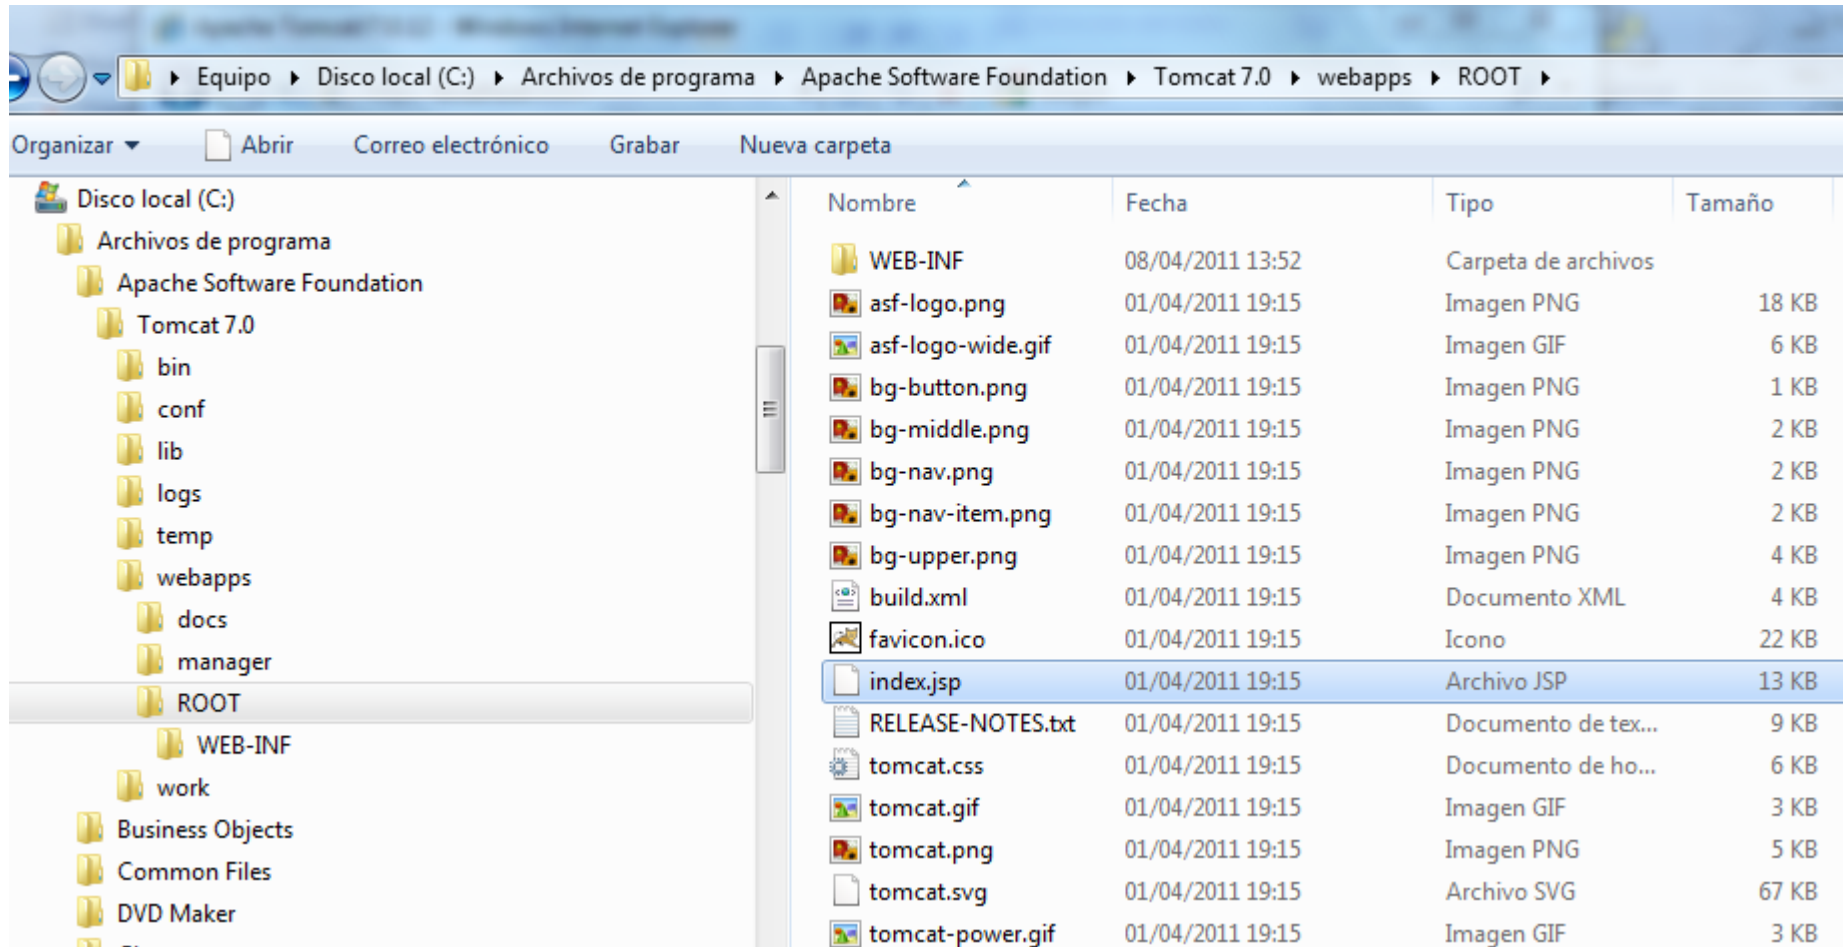 Apache Tomcat/7.0.12 - Windows Internet Explorer
Equipo Disco local (C:) Archivos de programa Apache Software Foundation Tomcat 7.0 webapps ROOT
Organizar Abrir Correo electrónico Grabar Nueva carpeta
Disco local (C:)
Archivos de programa
Apache Software Foundation
Tomcat 7.0
bin
conf
lib
logs
temp
webapps
docs
manager
ROOT
WEB-INF
work
Business Objects
Common Files
DVD Maker
Nombre Fecha Tipo Tamaño
WEB-INF 08/04/2011 13:52 Carpeta de archivos
asf-logo.png 01/04/2011 19:15 Imagen PNG 18 KB
asf-logo-wide.gif 01/04/2011 19:15 Imagen GIF 6 KB
bg-button.png 01/04/2011 19:15 Imagen PNG 1 KB
bg-middle.png 01/04/2011 19:15 Imagen PNG 2 KB
bg-nav.png 01/04/2011 19:15 Imagen PNG 2 KB
bg-nav-item.png 01/04/2011 19:15 Imagen PNG 2 KB
bg-upper.png 01/04/2011 19:15 Imagen PNG 4 KB
build.xml 01/04/2011 19:15 Documento XML 4 KB
favicon.ico 01/04/2011 19:15 Icono 22 KB
index.jsp 01/04/2011 19:15 Archivo JSP 13 KB
RELEASE-NOTES.txt 01/04/2011 19:15 Documento de tex... 9 KB
tomcat.css 01/04/2011 19:15 Documento de ho... 6 KB
tomcat.gif 01/04/2011 19:15 Imagen GIF 3 KB
tomcat.png 01/04/2011 19:15 Imagen PNG 5 KB
tomcat.svg 01/04/2011 19:15 Archivo SVG 67 KB
tomcat-power.gif 01/04/2011 19:15 Imagen GIF 3 KB